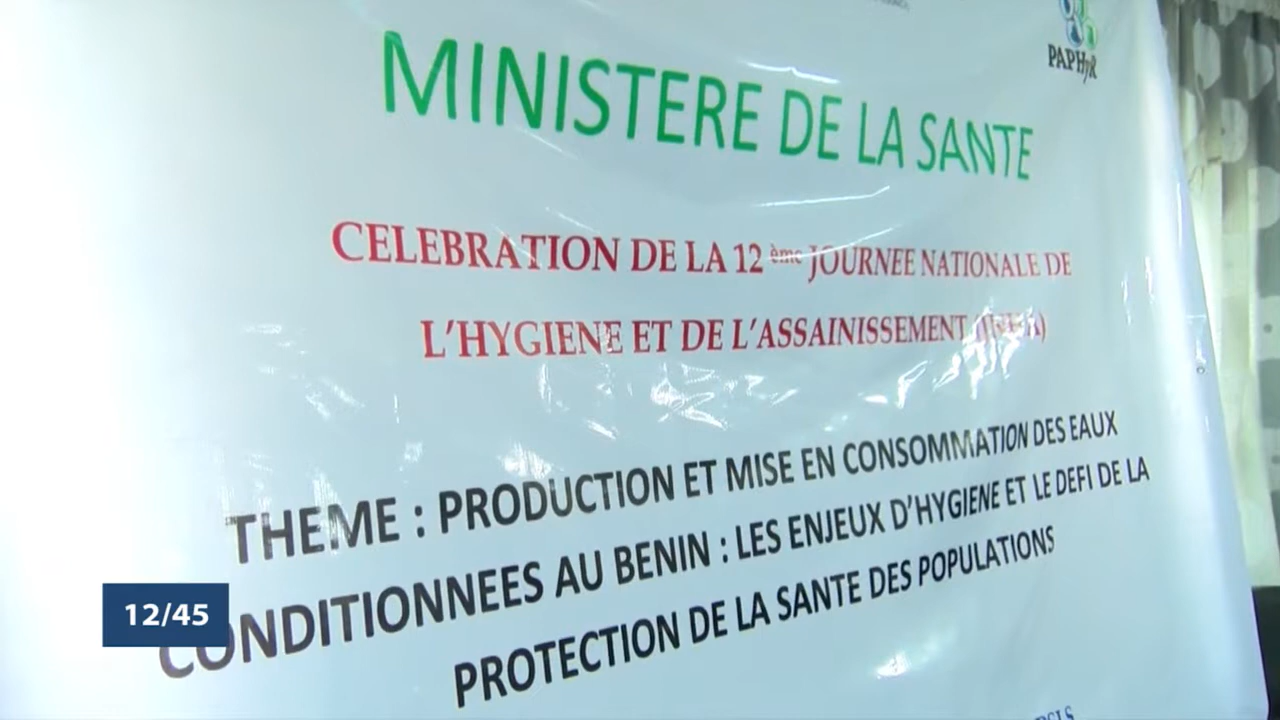 PAPHyR
MINISTERE DE LA SANTE
CELEBRATION DE LA 12 ème JOURNEE NATIONALE DE
L'HYGIENE ET DE L'ASSAINISSEMENT
THEME : PRODUCTION ET MISE EN CONSOMMATION DES EAUX
CONDITIONNEES AU BENIN : LES ENJEUX D'HYGIENE ET LE DEFI DE LA
PROTECTION DE LA SANTE DES POPULATIONS
12/45